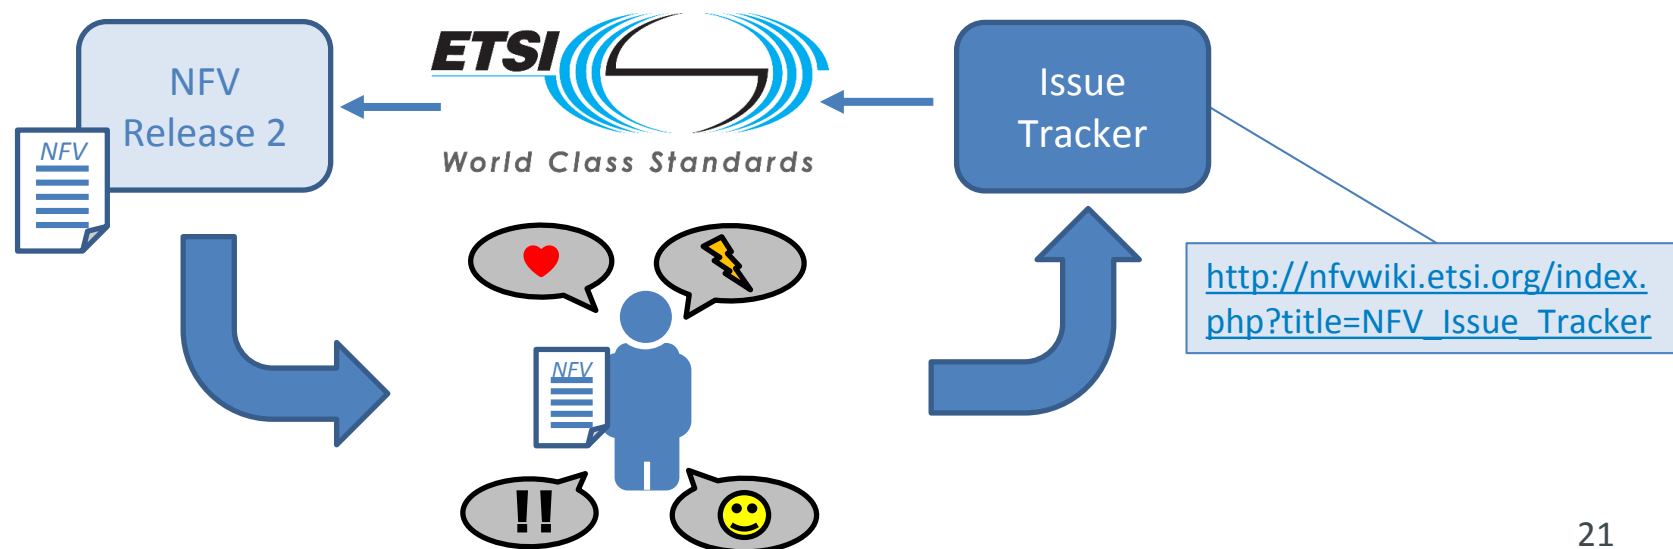 NFV
Release 2
NFV
ETSI
World Class Standards
Issue
Tracker
http://nfvwiki.etsi.org/index.
php?title=NFV_Issue_Tracker
NFV
!!
21